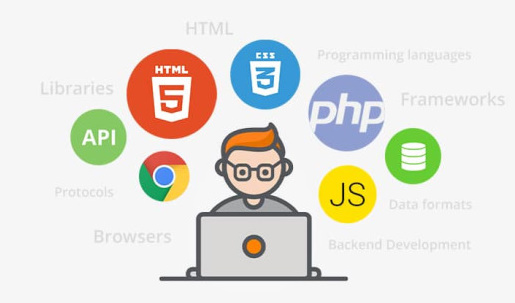 HTML
CSS
3
Programming languages
HTML
5
Libraries
php
Frameworks
API
Protocols
JS
Data formats
Browsers
Backend Development